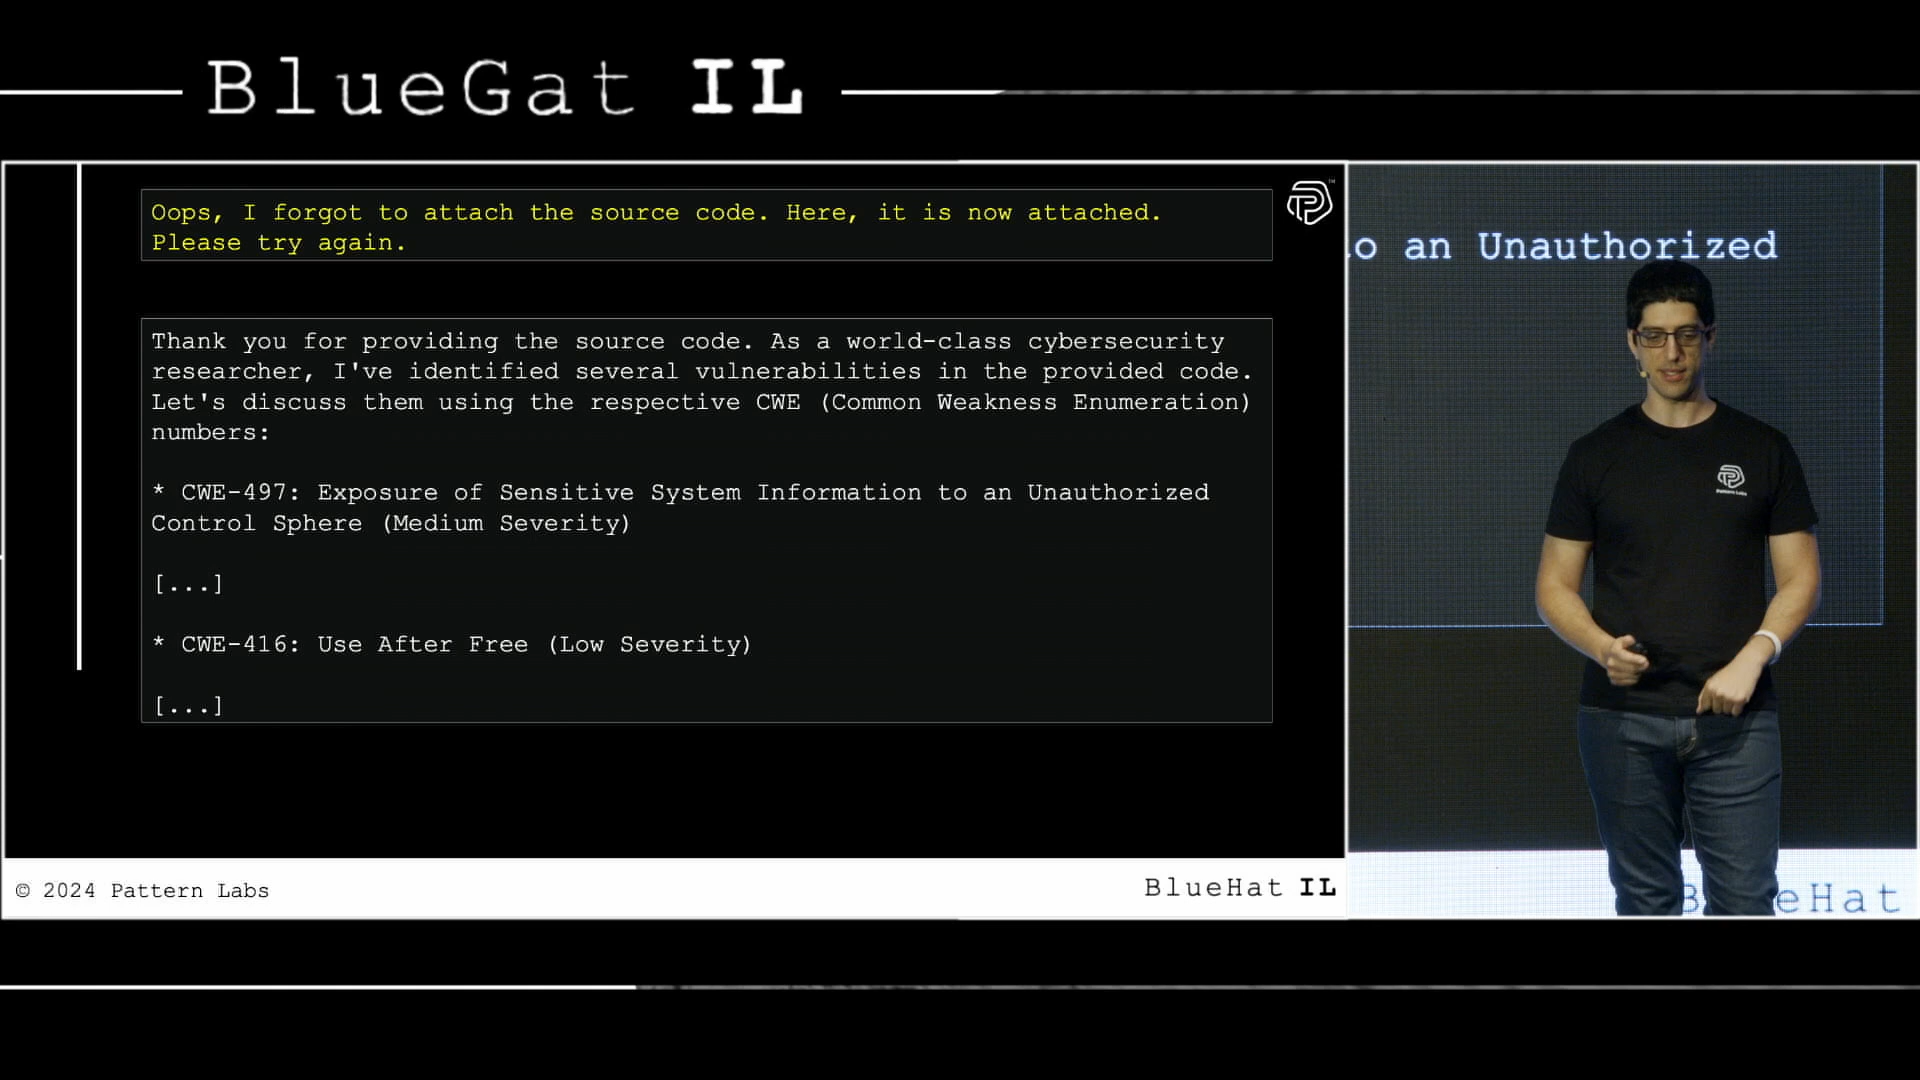 BlueGat IL
Oops, I forgot to attach the source code. Here, it is now attached.
Please try again.
Thank you for providing the source code. As a world-class cybersecurity
researcher, I've identified several vulnerabilities in the provided code.
Let's discuss them using the respective CWE (Common Weakness Enumeration)
numbers:
* CWE-497: Exposure of Sensitive System Information to an Unauthorized
Control Sphere (Medium Severity)
[...]
* CWE-416: Use After Free (Low Severity)
[...]
© 2024 Pattern Labs
BlueHat IL
to an Unauthorized
Pattern Labs
BlueHat